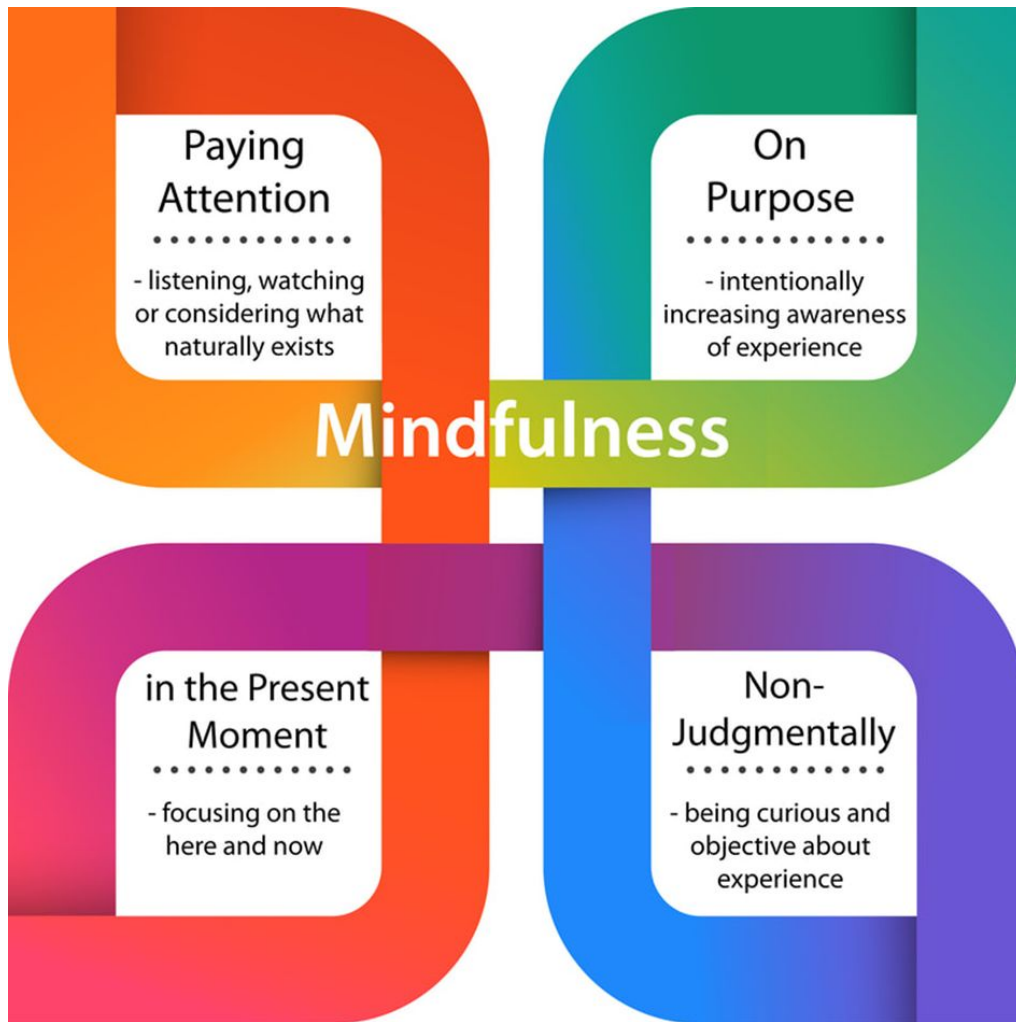 Paying
Attention
- listening, watching
or considering what
naturally exists
On
Purpose
- intentionally
increasing awareness
of experience
Mindfulness
in the Present
Moment
- focusing on the
here and now
Non-
Judgmentally
- being curious and
objective about
experience